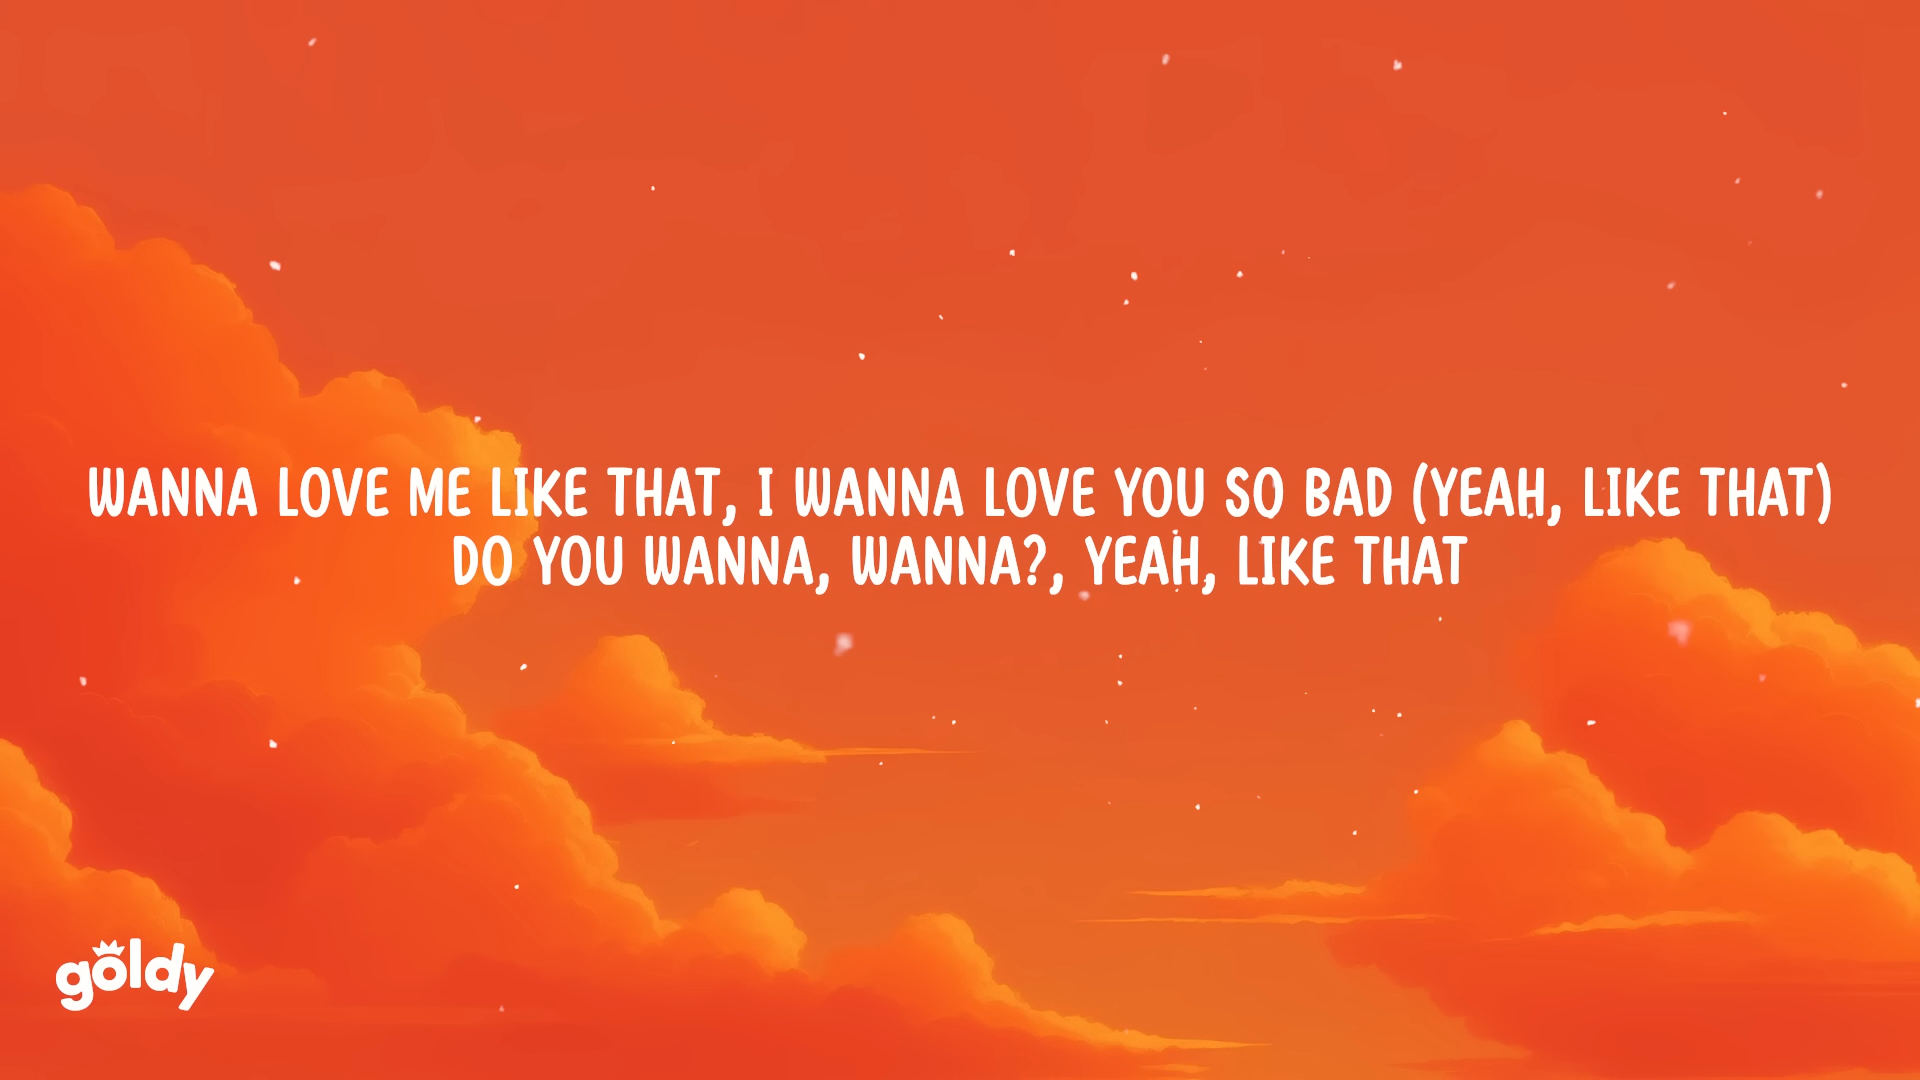 WANNA LOVE ME LIKE THAT, I WANNA LOVE YOU SO BAD (YEAH, LIKE THAT)
DO YOU WANNA, WANNA?, YEAH, LIKE THAT
goldy